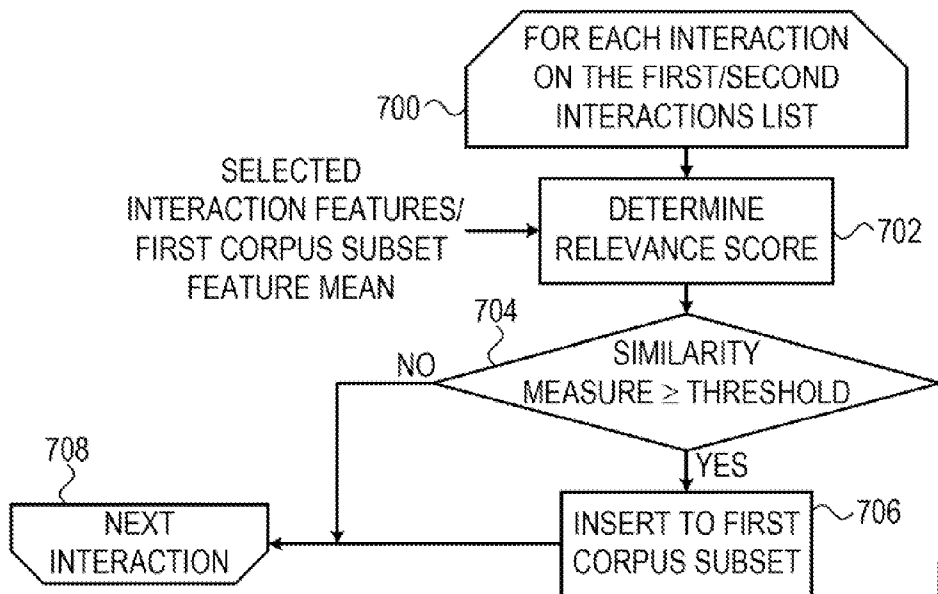 FOR EACH INTERACTION
ON THE FIRST/SECOND
INTERACTIONS LIST
700
SELECTED
INTERACTION FEATURES/
FIRST CORPUS SUBSET
FEATURE MEAN
DETERMINE
RELEVANCE SCORE
702
704
SIMILARITY
MEASURE ≥ THRESHOLD
NO
YES
708
NEXT
INTERACTION
INSERT TO FIRST
CORPUS SUBSET
706